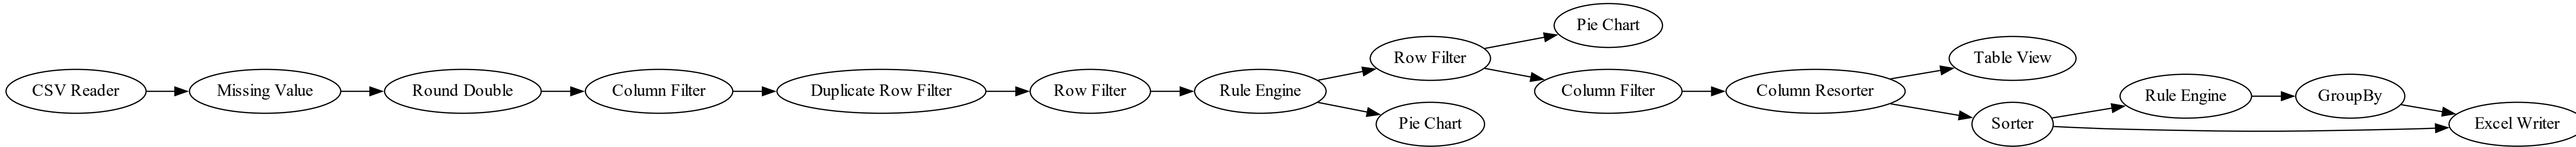 CSV Reader
Missing Value
Round Double
Column Filter
Duplicate Row Filter
Row Filter
Rule Engine
Row Filter
Pie Chart
Pie Chart
Column Filter
Column Resorter
Table View
Sorter
Rule Engine
GroupBy
Excel Writer